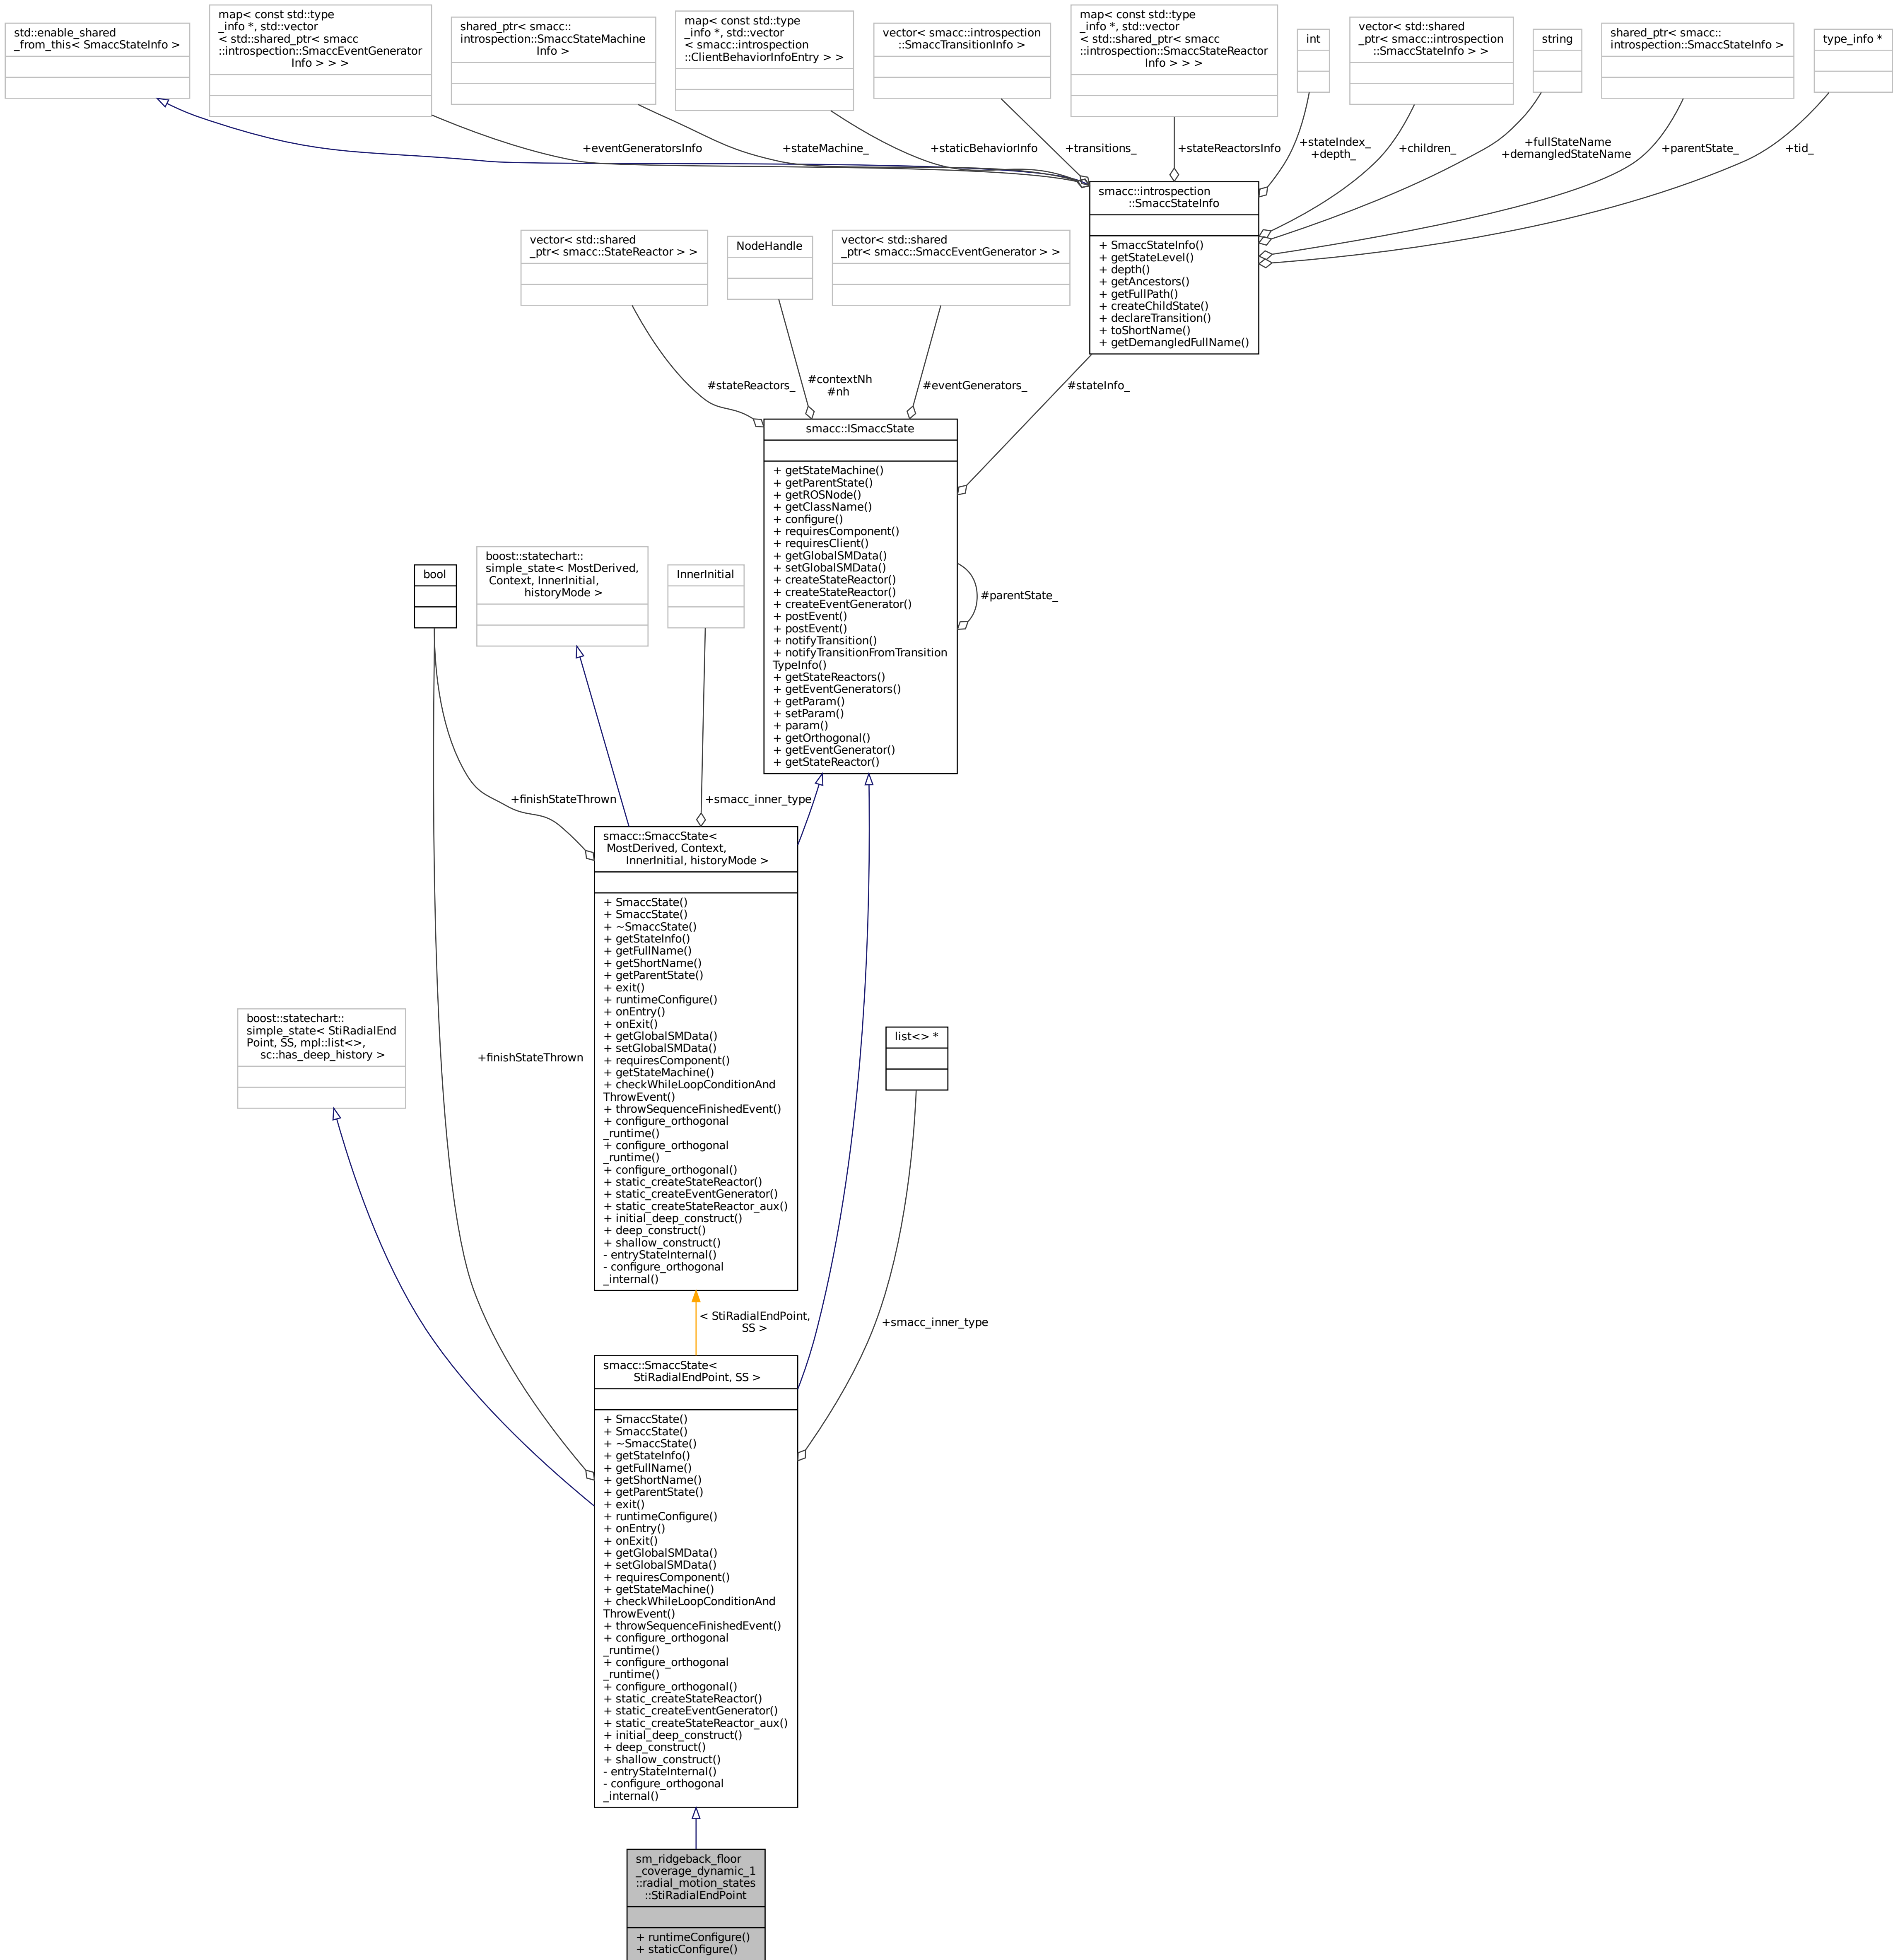 std::enable_shared
_from_this< SmaccStateInfo >
map< const std::type
_info *, std::vector
< std::shared_ptr< smacc
::introspection::SmaccEventGenerator
Info > > >
shared_ptr< smacc::
introspection::SmaccStateMachine
Info >
map< const std::type
_info *, std::vector
< smacc::introspection
::ClientBehaviorInfoEntry > >
vector< smacc::introspection
::SmaccTransitionInfo >
map< const std::type
_info *, std::vector
< std::shared_ptr< smacc
::introspection::SmaccStateReactor
Info > > >
int
vector< std::shared
_ptr< smacc::introspection
::SmaccStateInfo > >
string
shared_ptr< smacc::
introspection::SmaccStateInfo >
type_info *
+eventGeneratorsInfo
+stateMachine_
+staticBehaviorInfo
+transitions_
+stateReactorsInfo
+stateIndex_
+depth_
+children_
+fullStateName
+demangledStateName
+parentState_
+tid_
smacc::introspection
::SmaccStateInfo
+ SmaccStateInfo()
+ getStateLevel()
+ depth()
+ getAncestors()
+ getFullPath()
+ createChildState()
+ declareTransition()
+ toShortName()
+ getDemangledFullName()
vector< std::shared
_ptr< smacc::StateReactor > >
NodeHandle
vector< std::shared
_ptr< smacc::SmaccEventGenerator > >
#stateReactors_
#contextNh
#nh
#eventGenerators_
#stateInfo_
smacc::ISmaccState
+ getStateMachine()
+ getParentState()
+ getROSNode()
+ getClassName()
+ configure()
+ requiresComponent()
+ requiresClient()
+ getGlobalSMData()
+ setGlobalSMData()
+ createStateReactor()
+ createStateReactor()
+ createEventGenerator()
+ postEvent()
+ postEvent()
+ notifyTransition()
+ notifyTransitionFromTransition
TypeInfo()
+ getStateReactors()
+ getEventGenerators()
+ getParam()
+ setParam()
+ param()
+ getOrthogonal()
+ getEventGenerator()
+ getStateReactor()
#parentState_
bool
boost::statechart::
simple_state< MostDerived,
Context, InnerInitial,
historyMode >
InnerInitial
+finishStateThrown
+smacc_inner_type
smacc::SmaccState<
MostDerived, Context,
InnerInitial, historyMode >
+ SmaccState()
+ SmaccState()
+ ~SmaccState()
+ getStateInfo()
+ getFullName()
+ getShortName()
+ getParentState()
+ exit()
+ runtimeConfigure()
+ onEntry()
+ onExit()
+ getGlobalSMData()
+ setGlobalSMData()
+ requiresComponent()
+ getStateMachine()
+ checkWhileLoopConditionAnd
ThrowEvent()
+ throwSequenceFinishedEvent()
+ configure_orthogonal
_runtime()
+ configure_orthogonal
_runtime()
+ configure_orthogonal()
+ static_createStateReactor()
+ static_createEventGenerator()
+ static_createStateReactor_aux()
+ initial_deep_construct()
+ deep_construct()
+ shallow_construct()
- entryStateInternal()
- configure_orthogonal
_internal()
boost::statechart::
simple_state< StiRadialEnd
Point, SS, mpl::list<>,
sc::has_deep_history >
+finishStateThrown
list<> *
< StiRadialEndPoint,
SS >
+smacc_inner_type
smacc::SmaccState<
StiRadialEndPoint, SS >
+ SmaccState()
+ SmaccState()
+ ~SmaccState()
+ getStateInfo()
+ getFullName()
+ getShortName()
+ getParentState()
+ exit()
+ runtimeConfigure()
+ onEntry()
+ onExit()
+ getGlobalSMData()
+ setGlobalSMData()
+ requiresComponent()
+ getStateMachine()
+ checkWhileLoopConditionAnd
ThrowEvent()
+ throwSequenceFinishedEvent()
+ configure_orthogonal
_runtime()
+ configure_orthogonal
_runtime()
+ configure_orthogonal()
+ static_createStateReactor()
+ static_createEventGenerator()
+ static_createStateReactor_aux()
+ initial_deep_construct()
+ deep_construct()
+ shallow_construct()
- entryStateInternal()
- configure_orthogonal
_internal()
sm_ridgeback_floor
_coverage_dynamic_1
::radial_motion_states
::StiRadialEndPoint
+ runtimeConfigure()
+ staticConfigure()